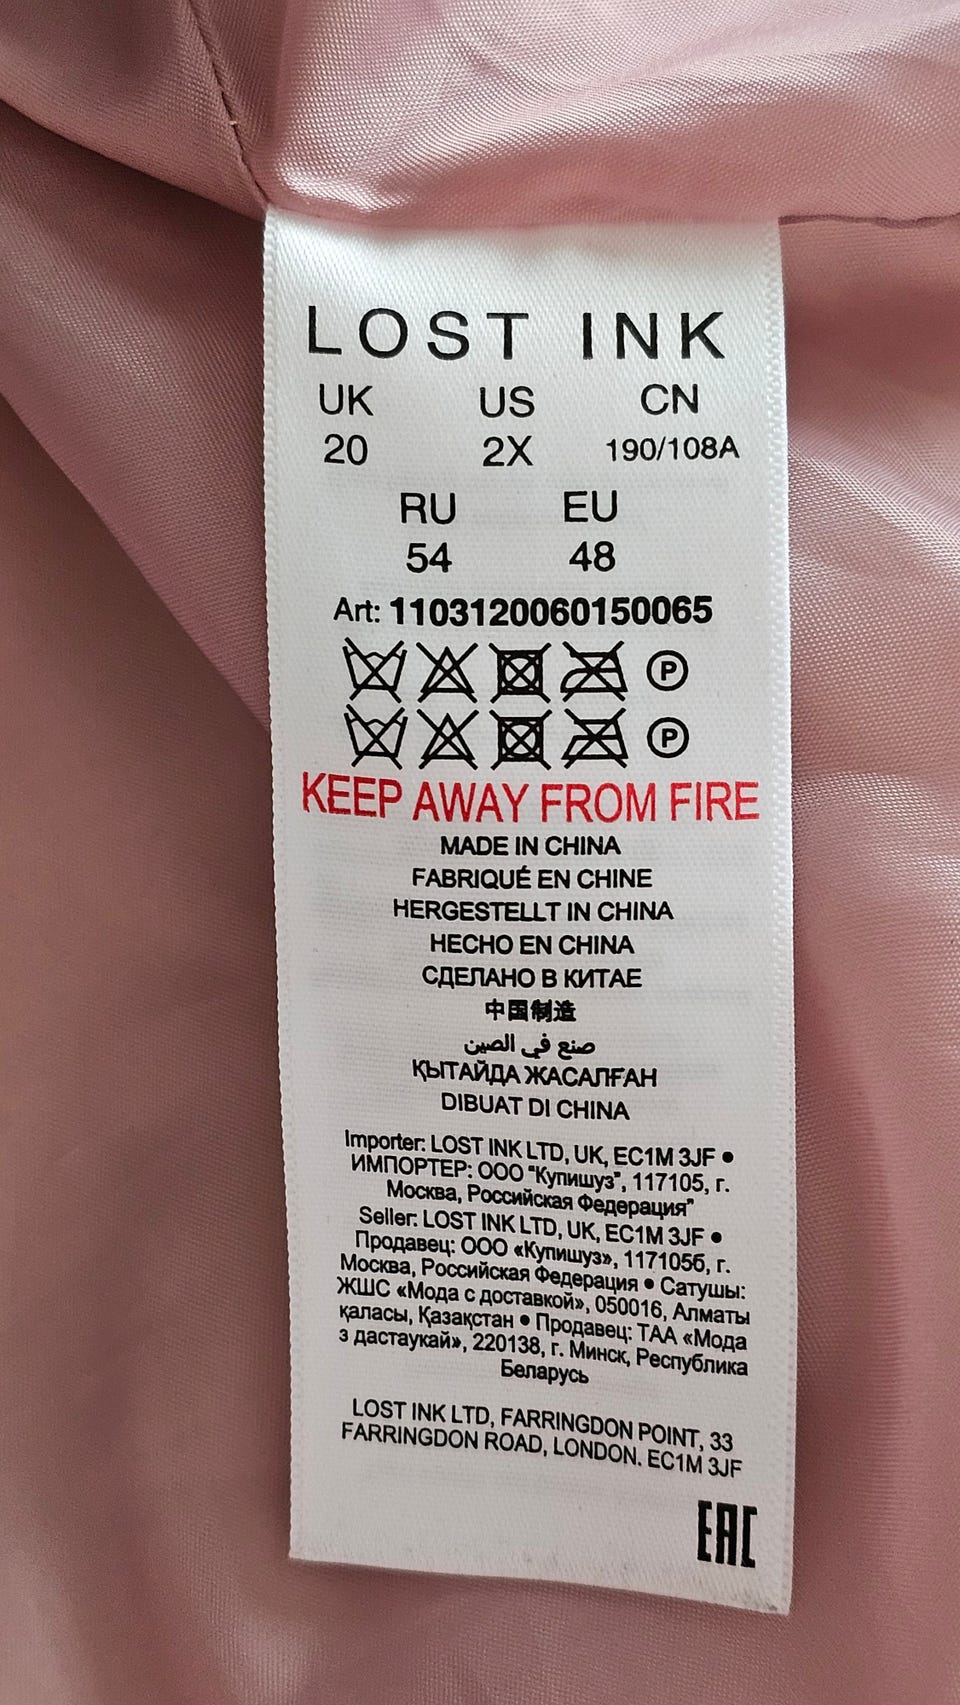 LOST INK
UK US CN
20 2X 190/108A
RU EU
54 48
Art: 1103120060150065
P
P
KEEP AWAY FROM FIRE
MADE IN CHINA
FABRIQUÉ EN CHINE
HERGESTELLT IN CHINA
HECHO EN CHINA
СДЕЛАНО В КИТАЕ
中国制造
صنع في الصين
ҚЫТАЙДА ЖАСАЛҒАН
DIBUAT DI CHINA
Importer: LOST INK LTD, UK, EC1M 3JF •
ИМПОРТЕР: ООО "Купишуз", 117105, г.
Москва, Российская Федерация"
Seller: LOST INK LTD, UK, EC1M 3JF •
Продавец: ООО «Купишуз», 1171056, г.
Москва, Российская Федерация • Сатушы:
ЖШС «Мода с доставкой», 050016, Алматы
қаласы, Қазақстан • Продавец: ТАА «Мода
з дастаукай», 220138, г. Минск, Республика
Беларусь
LOST INK LTD, FARRINGDON POINT, 33
FARRINGDON ROAD, LONDON. EC1M 3JF
EAC